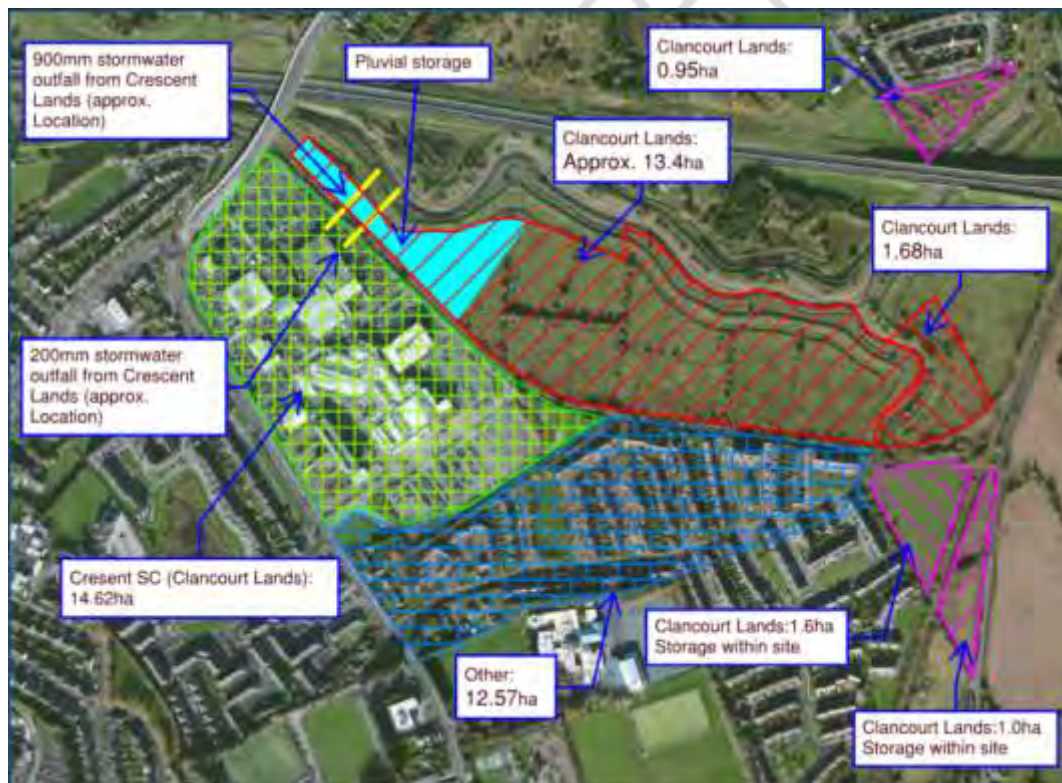 900mm stormwater
outfall from Crescent
Lands (approx.
Location)
Pluvial storage
Clancourt Lands:
0.95ha
Clancourt Lands:
Approx. 13.4ha
Clancourt Lands:
1.68ha
200mm stormwater
outfall from Crescent
Lands (approx.
Location)
Cresent SC (Clancourt Lands):
14.62ha
Other:
12.57ha
Clancourt Lands:1.6ha
Storage within site
Clancourt Lands:1.0ha
Storage within site